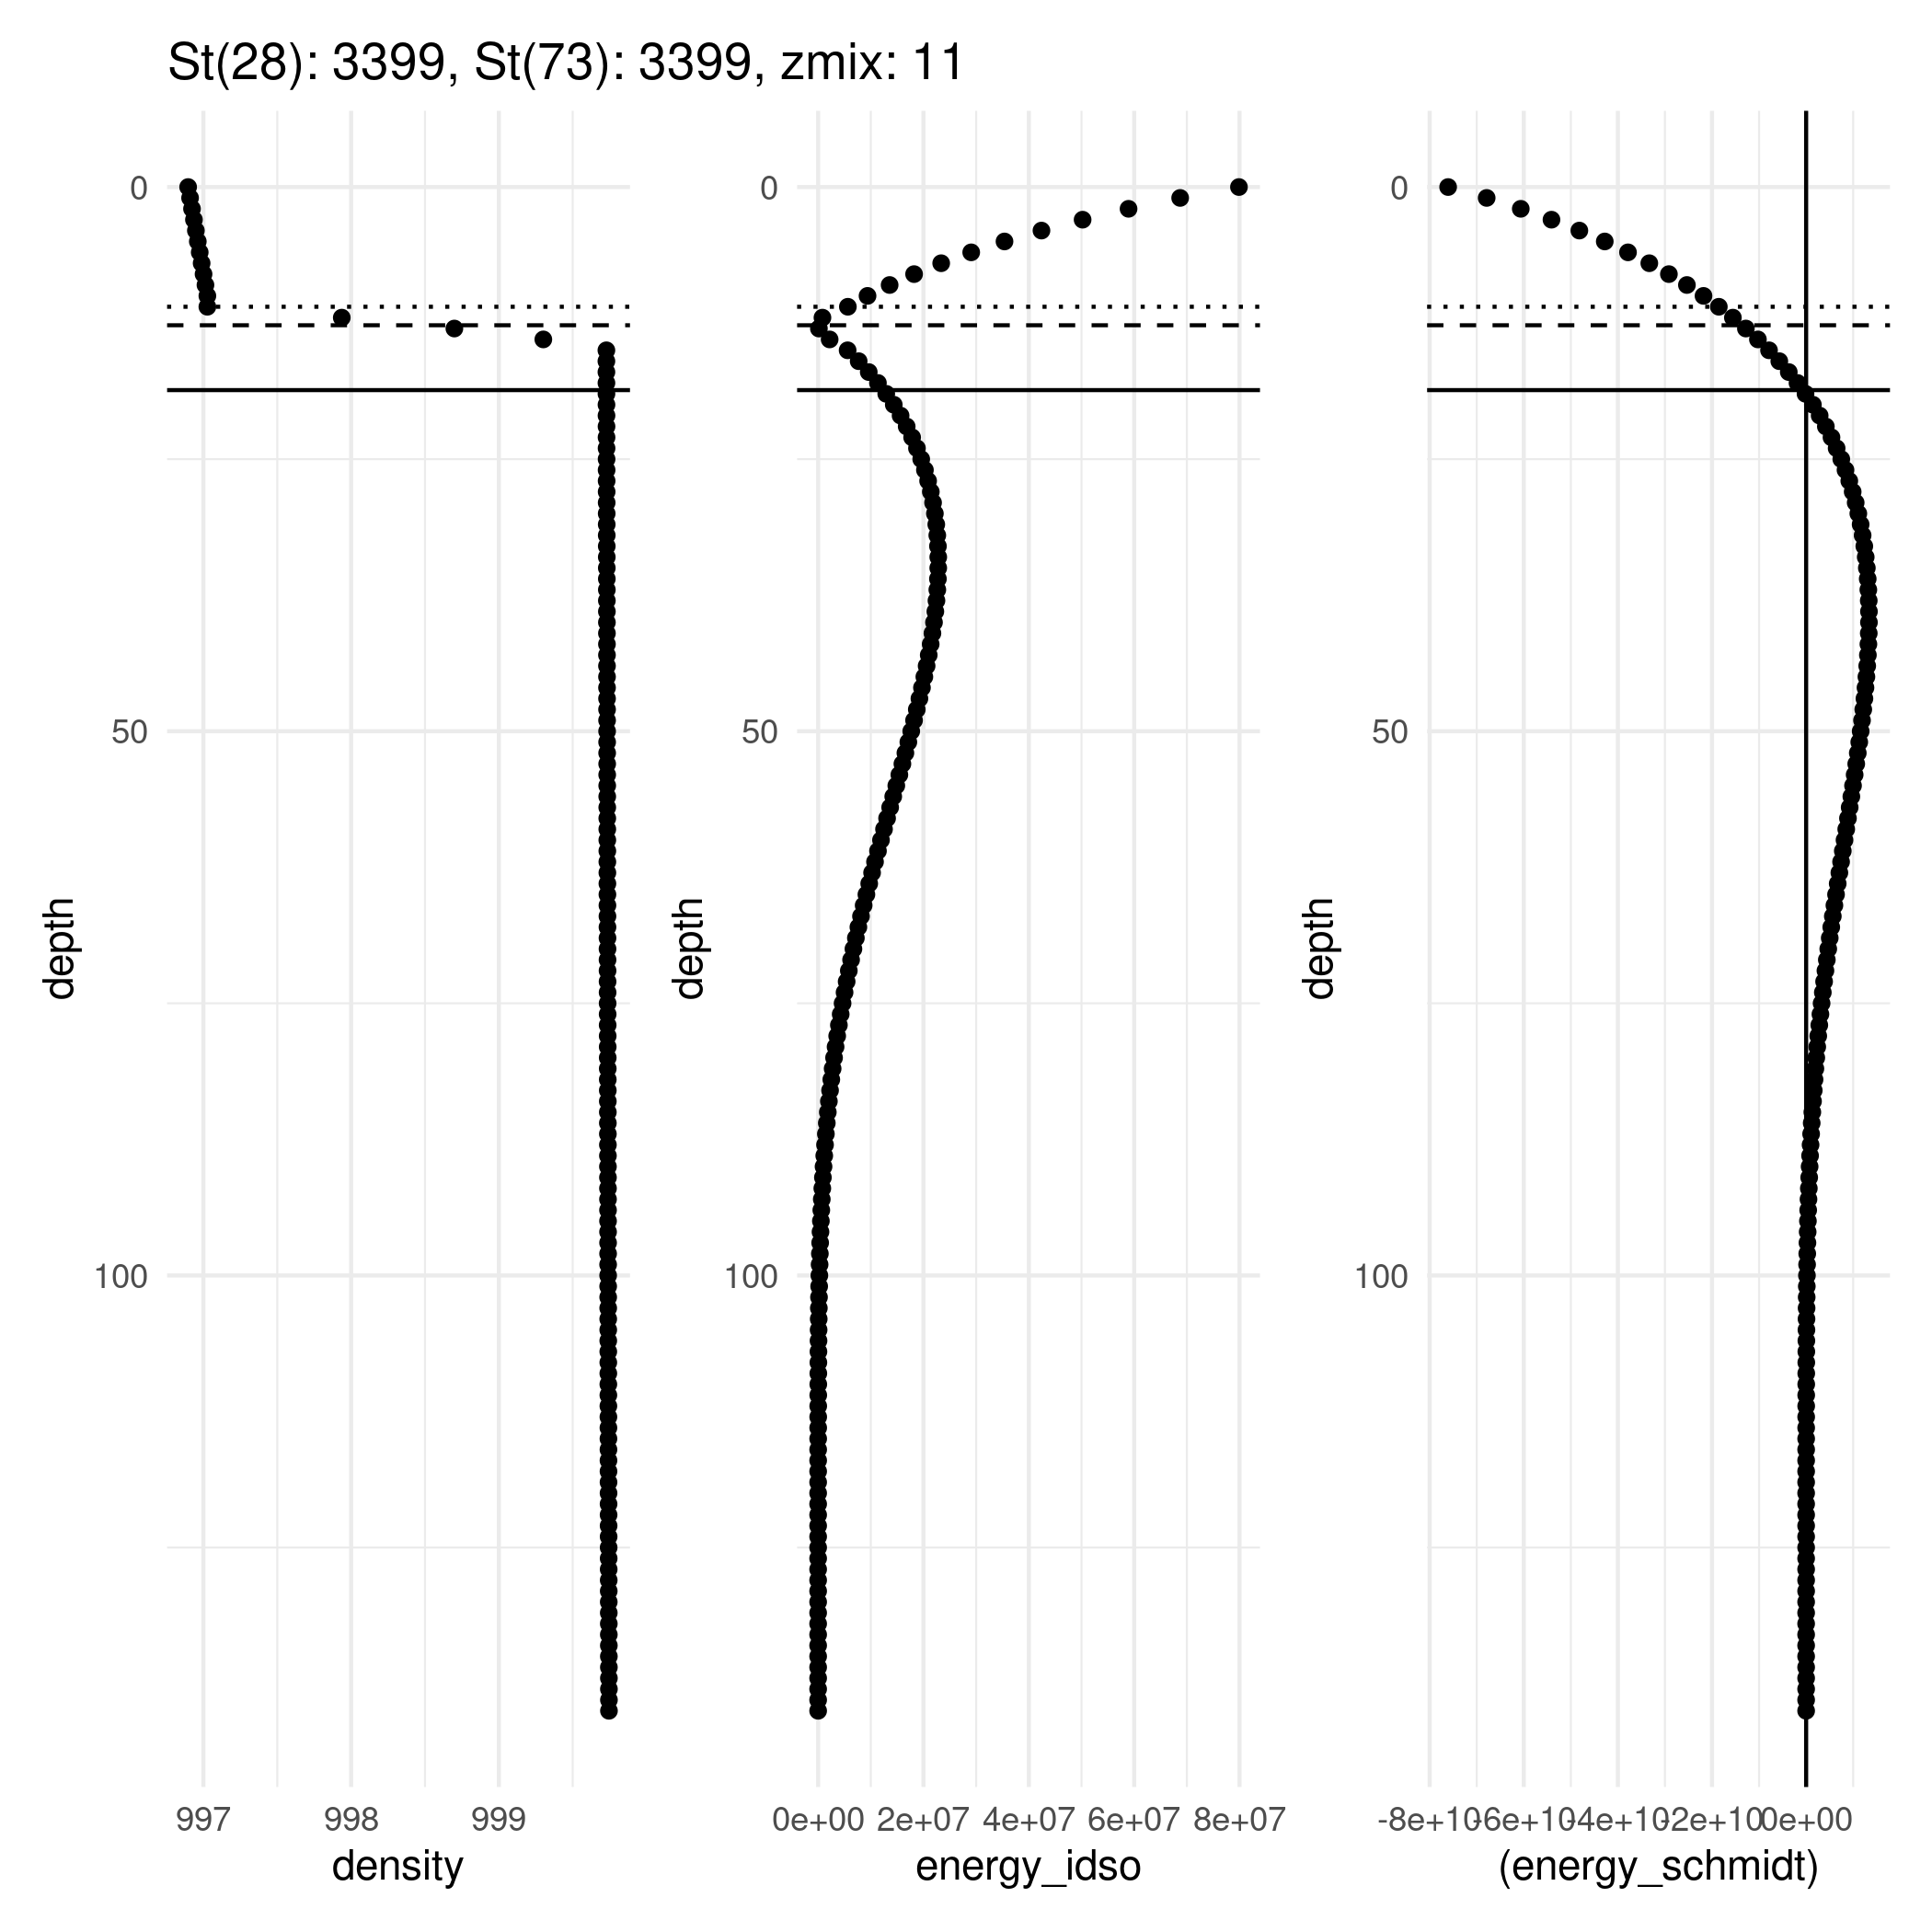 St(28): 3399, St(73): 3399, zmix: 11
0
50
100
depth
997
998
999
density
0
50
100
depth
0e+00
2e+07
4e+07
6e+07
8e+07
energy_idso
0
50
100
depth
-8e+10
-6e+10
-4e+10
-2e+10
0e+00
(energy_schmidt)